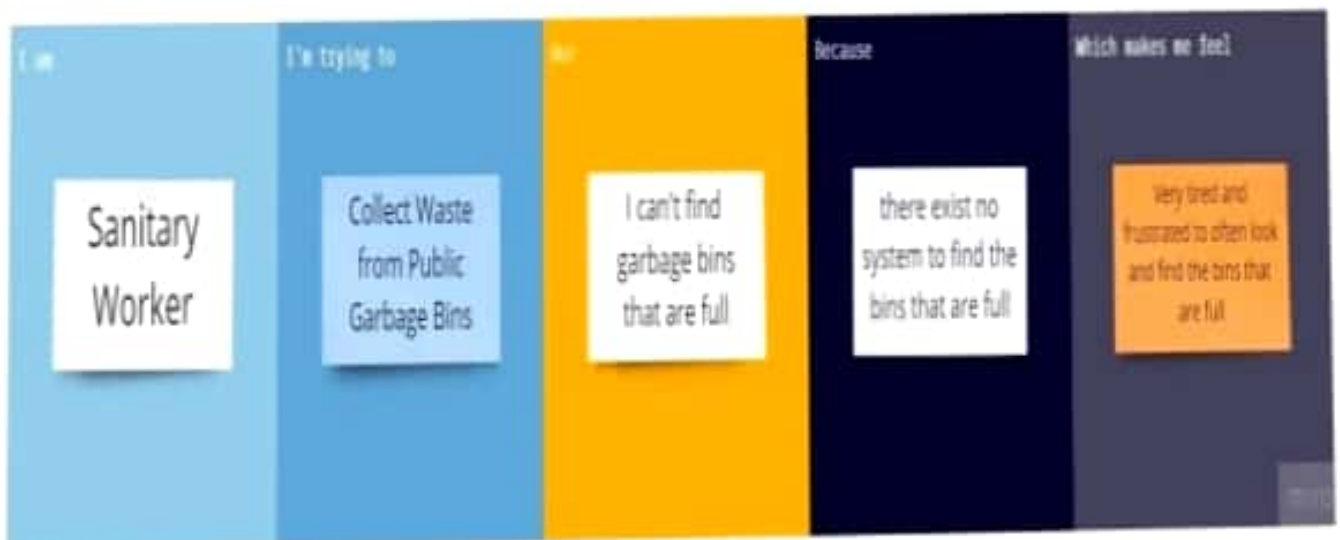 I am
Sanitary
Worker
I'm trying to
Collect Waste
from Public
Garbage Bins
But
I can't find
garbage bins
that are full
Because
there exist no
system to find the
bins that are full
Which makes me feel
Very tired and
frustrated to often look
and find the bins that
are full